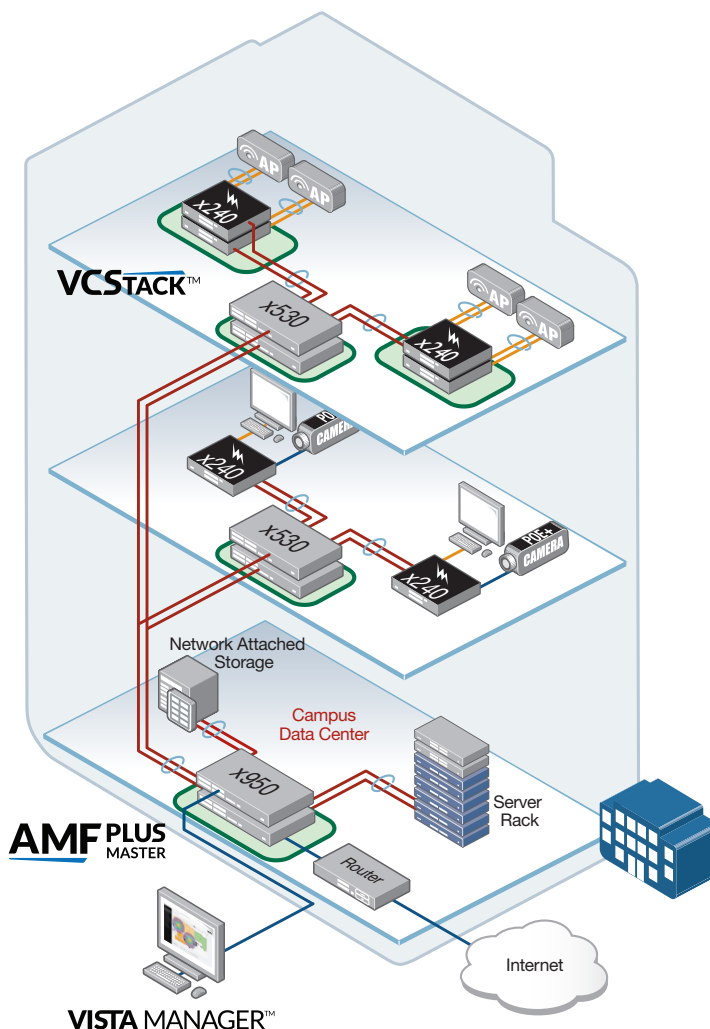 AP
AP
x240
VCSTACK™
x530
AP
AP
x240
POE+
CAMERA
x240
x530
POE+
CAMERA
x240
Network Attached
Storage
Campus
Data Center
x950
Server
Rack
AMF PLUS
MASTER
Router
Internet
VISTA MANAGER™